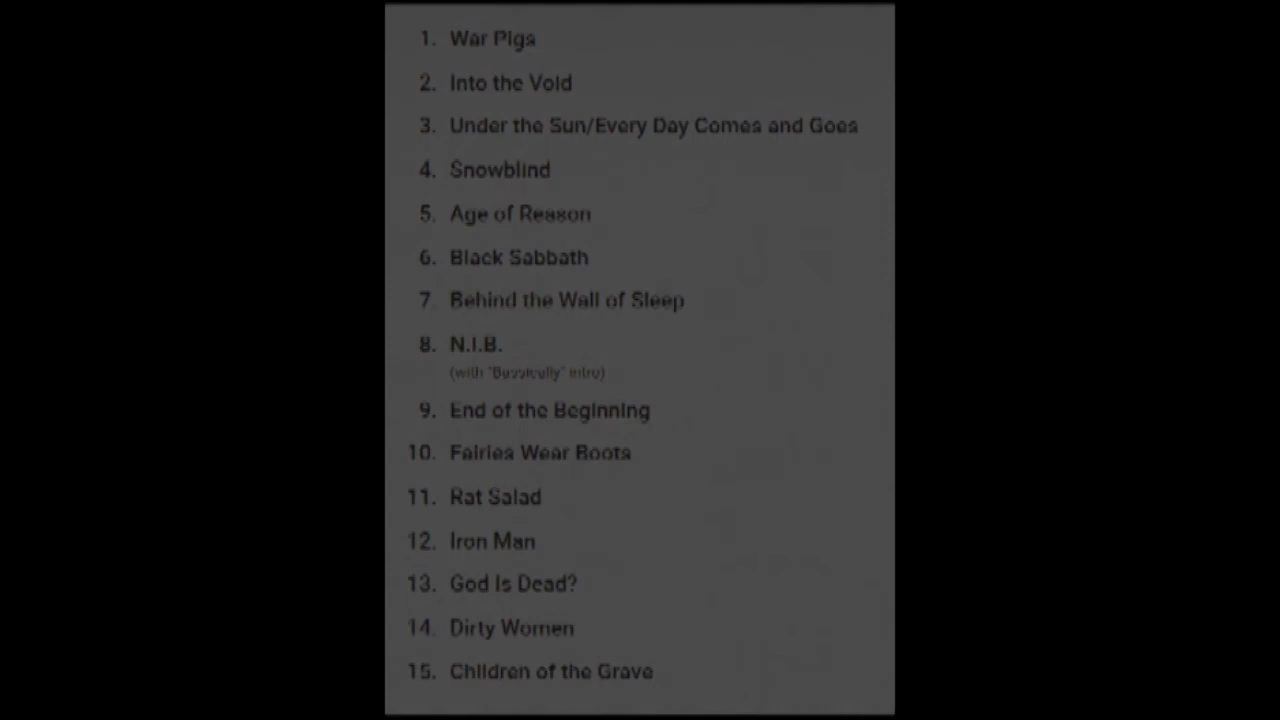 1. War Pigs
2. Into the Void
3. Under the Sun/Every Day Comes and Goes
4. Snowblind
5. Age of Reason
6. Black Sabbath
7. Behind the Wall of Sleep
8. N.I.B.
(with "Bassically" intro)
9. End of the Beginning
10. Fairies Wear Boots
11. Rat Salad
12. Iron Man
13. God Is Dead?
14. Dirty Women
15. Children of the Grave